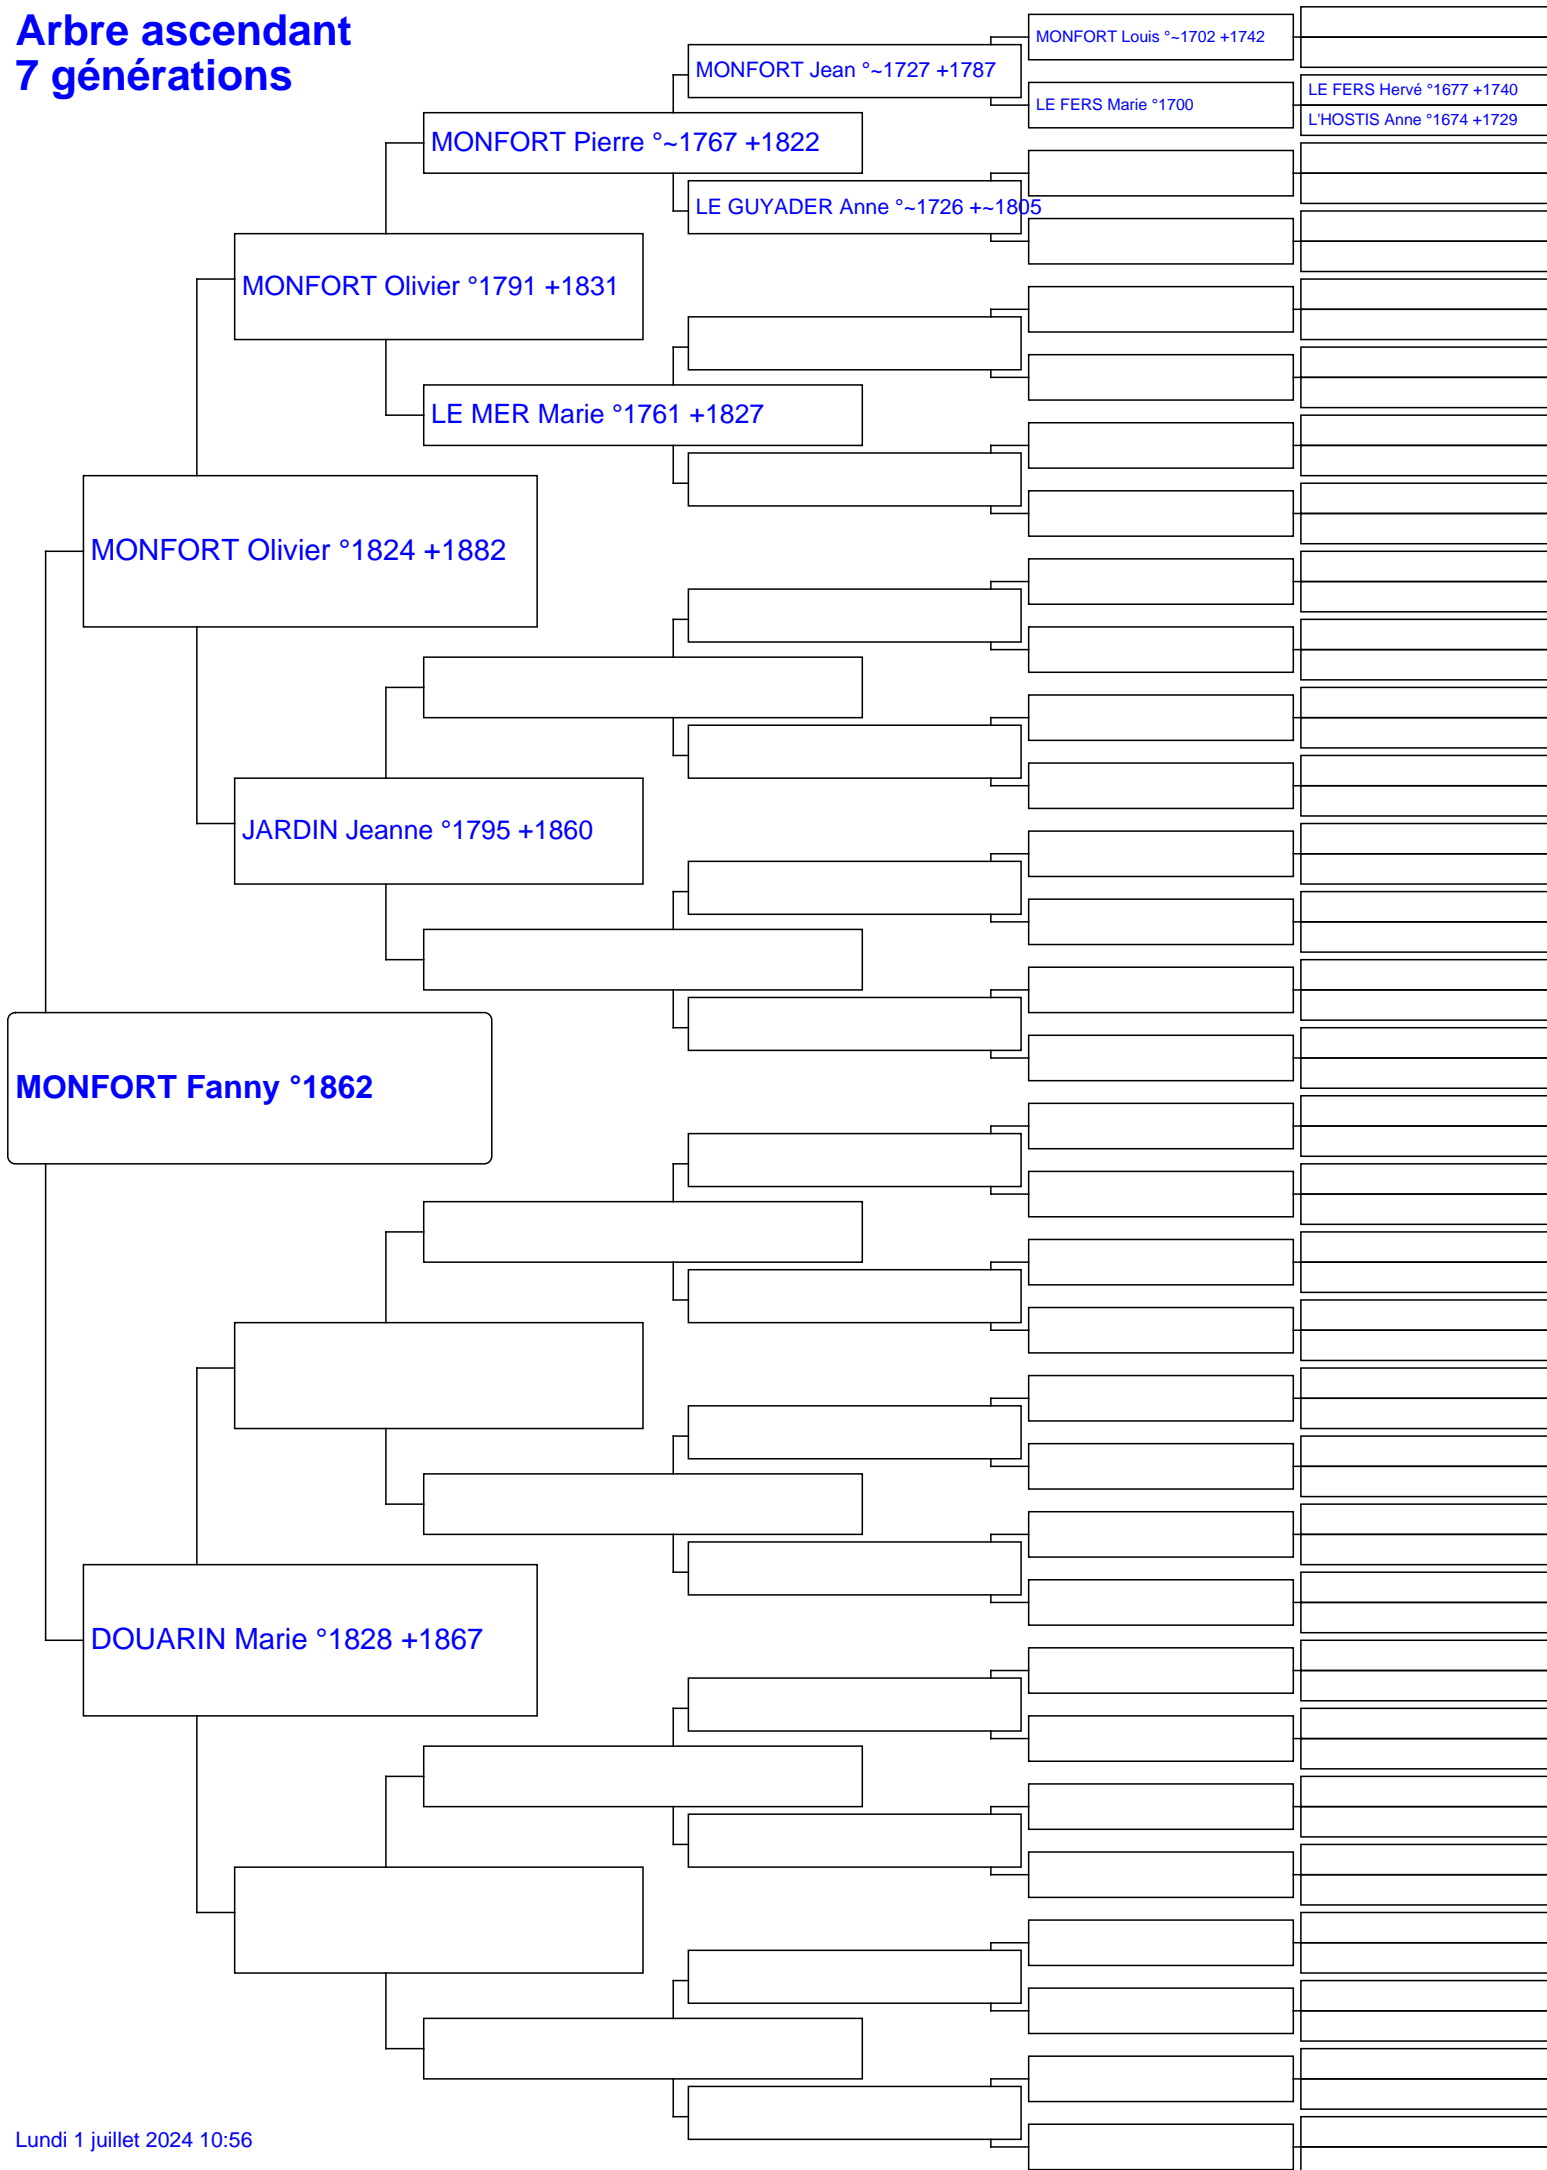 Arbre ascendant
7 générations
MONFORT Louis °~1702 +1742
MONFORT Jean °~1727 +1787
LE FERS Hervé °1677 +1740
LE FERS Marie °1700
L'HOSTIS Anne °1674 +1729
MONFORT Pierre °~1767 +1822
LE GUYADER Anne °~1726 +~1805
MONFORT Olivier °1791 +1831
LE MER Marie °1761 +1827
MONFORT Olivier °1824 +1882
JARDIN Jeanne °1795 +1860
MONFORT Fanny °1862
DOUARIN Marie °1828 +1867
Lundi 1 juillet 2024 10:56